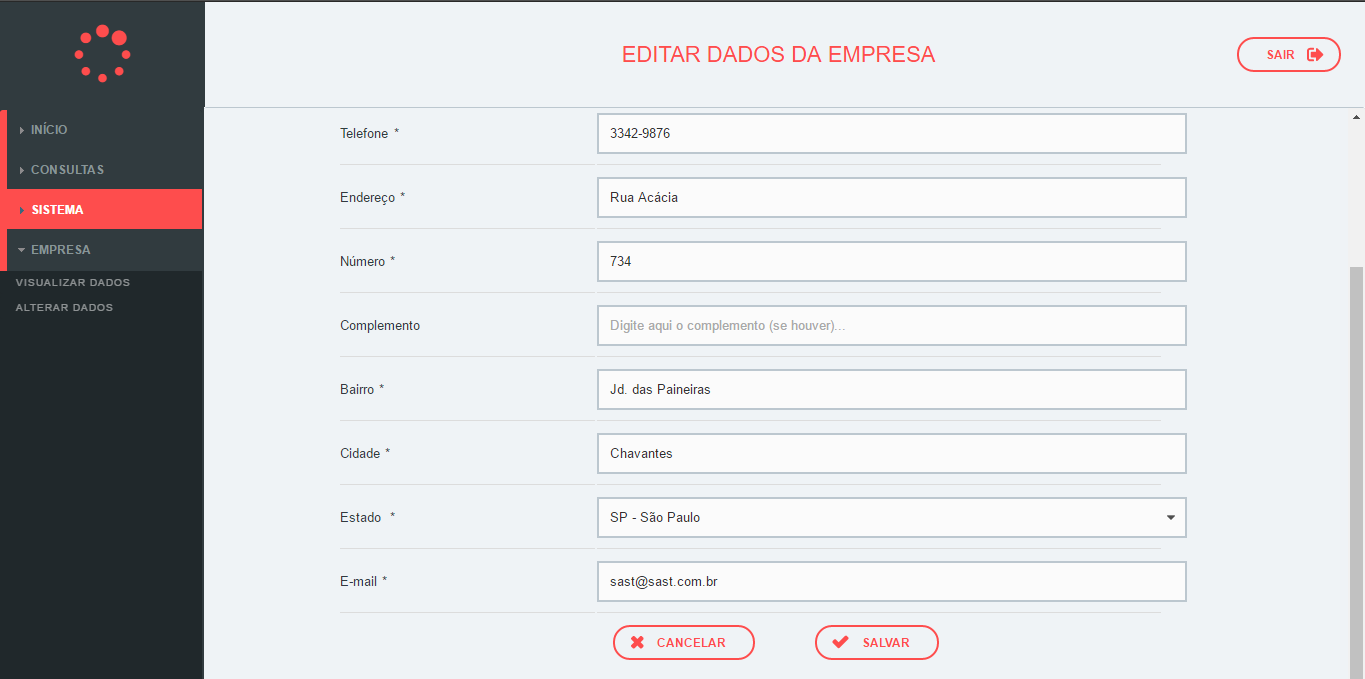 EDITAR DADOS DA EMPRESA
SAIR
INÍCIO
CONSULTAS
SISTEMA
EMPRESA
VISUALIZAR DADOS
ALTERAR DADOS
Telefone * 3342-9876
Endereço * Rua Acácia
Número * 734
Complemento Digite aqui o complemento (se houver)...
Bairro * Jd. das Paineiras
Cidade * Chavantes
Estado * SP - São Paulo
E-mail * sast@sast.com.br
CANCELAR SALVAR